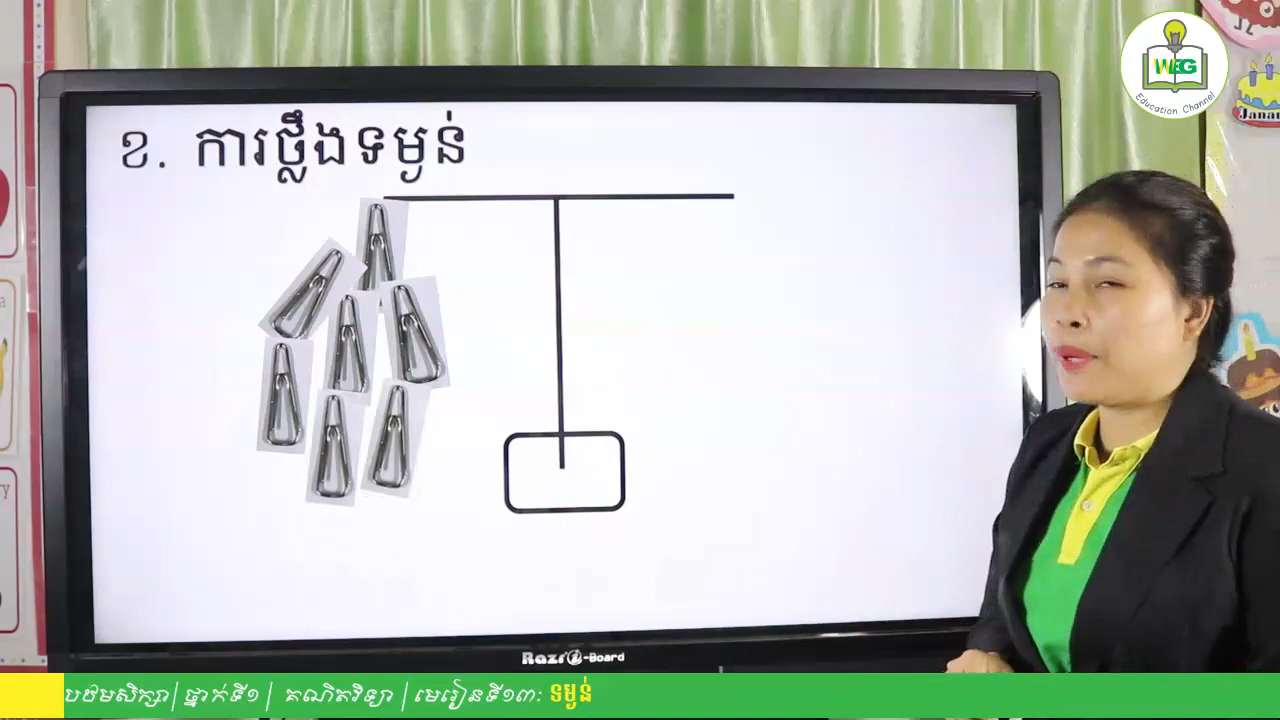 WEG
Education Channel
Janan
ខ. ការថ្លឹងទម្ងន់
Razr i-Board
បឋមសិក្សា| ថ្នាក់ទី១ | គណិតវិទ្យា | មេរៀនទី១៣: ទម្ងន់